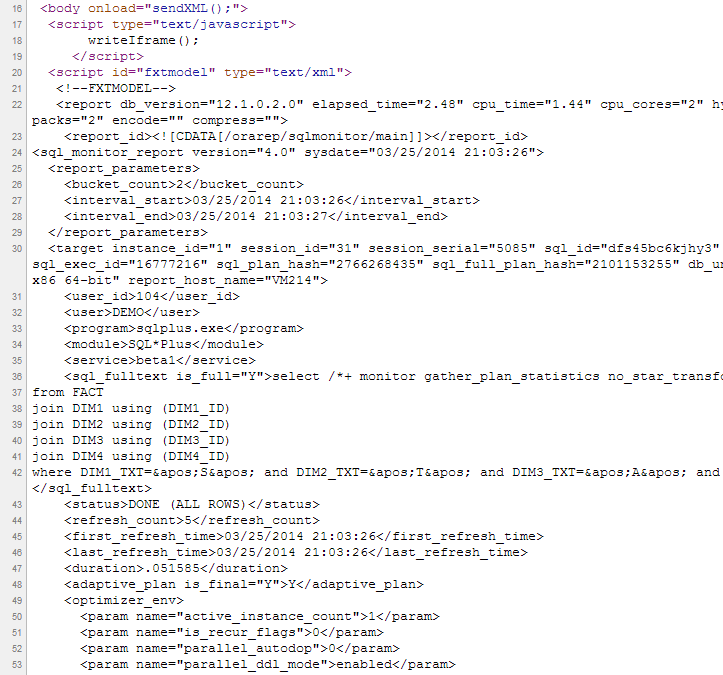 16 <body onload="sendXML();">
17 <script type="text/javascript">
18 writeIframe();
19 </script>
20 <script id="fxtmodel" type="text/xml">
21 <!--FXTMODEL-->
22 <report db_version="12.1.0.2.0" elapsed_time="2.48" cpu_time="1.44" cpu_cores="2" hy
packs="2" encode="" compress="">
23 <report_id><![CDATA[/orarep/sqlmonitor/main]]></report_id>
24 <sql_monitor_report version="4.0" sysdate="03/25/2014 21:03:26">
25 <report_parameters>
26 <bucket_count>2</bucket_count>
27 <interval_start>03/25/2014 21:03:26</interval_start>
28 <interval_end>03/25/2014 21:03:27</interval_end>
29 </report_parameters>
30 <target instance_id="1" session_id="31" session_serial="5085" sql_id="dfs45bc6kjhy3"
sql_exec_id="16777216" sql_plan_hash="2766268435" sql_full_plan_hash="2101153255" db_un
x86 64-bit" report_host_name="VM214">
31 <user_id>104</user_id>
32 <user>DEMO</user>
33 <program>sqlplus.exe</program>
34 <module>SQL*Plus</module>
35 <service>beta1</service>
36 <sql_fulltext is_full="Y">select /*+ monitor gather_plan_statistics no_star_transfo
37 from FACT
38 join DIM1 using (DIM1_ID)
39 join DIM2 using (DIM2_ID)
40 join DIM3 using (DIM3_ID)
41 join DIM4 using (DIM4_ID)
42 where DIM1_TXT=&apos;S&apos; and DIM2_TXT=&apos;T&apos; and DIM3_TXT=&apos;A&apos; and
</sql_fulltext>
43 <status>DONE (ALL ROWS)</status>
44 <refresh_count>5</refresh_count>
45 <first_refresh_time>03/25/2014 21:03:26</first_refresh_time>
46 <last_refresh_time>03/25/2014 21:03:26</last_refresh_time>
47 <duration>.051585</duration>
48 <adaptive_plan is_final="Y">Y</adaptive_plan>
49 <optimizer_env>
50 <param name="active_instance_count">1</param>
51 <param name="is_recur_flags">0</param>
52 <param name="parallel_autodop">0</param>
53 <param name="parallel_ddl_mode">enabled</param>